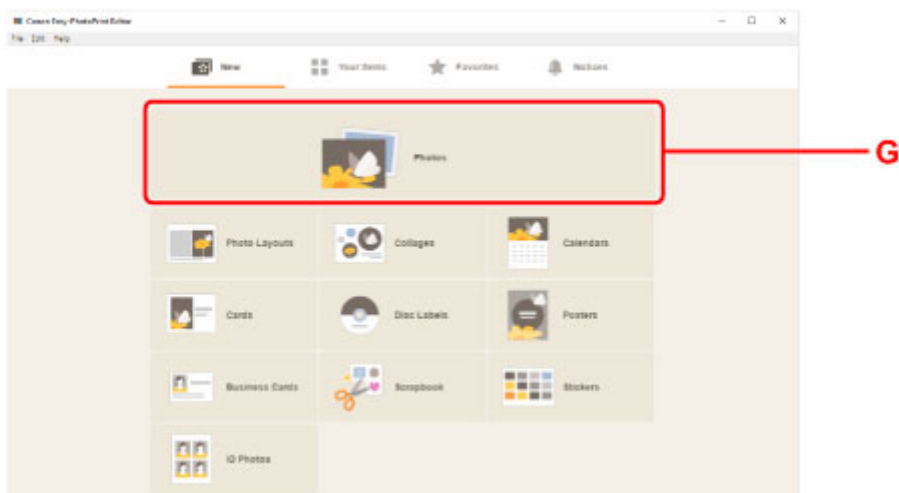 Canon Easy-PhotoPrint Editor
File Edit Help
New Your Items Favorites Notices
Photos
G
Photo Layouts Collages Calendars
Cards Disc Labels Posters
Business Cards Scrapbook Stickers
ID Photos